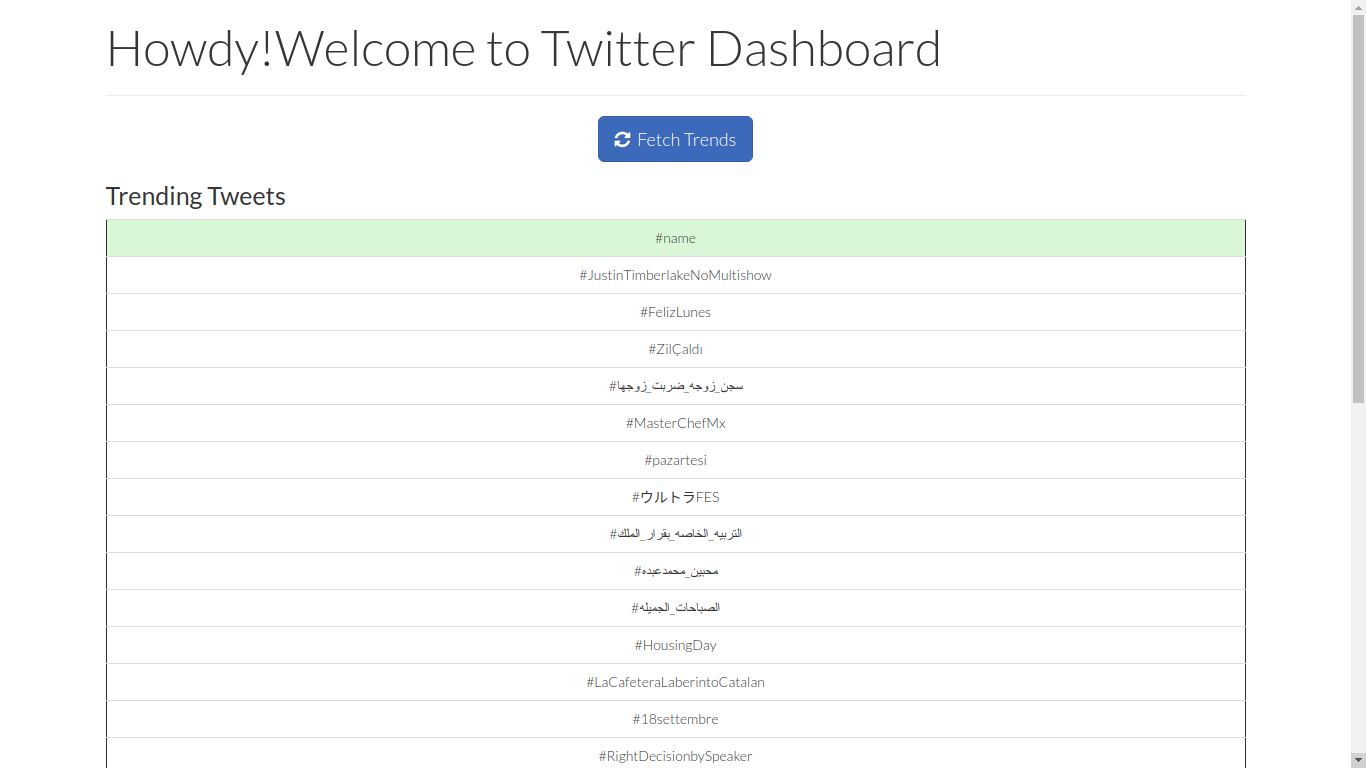 Howdy!Welcome to Twitter Dashboard
Fetch Trends
Trending Tweets
#name
#JustinTimberlakeNoMultishow
#FelizLunes
#ZilÇaldı
#سجن_زوجه_ضربت_زوجها
#MasterChefMx
#pazartesi
#ウルトラFES
#التربيه_الخاصه_بقرار_الملك
#محبين_محمدعبده
#الصباحات_الجميله
#HousingDay
#LaCafeteraLaberintoCatalan
#18settembre
#RightDecisionbySpeaker